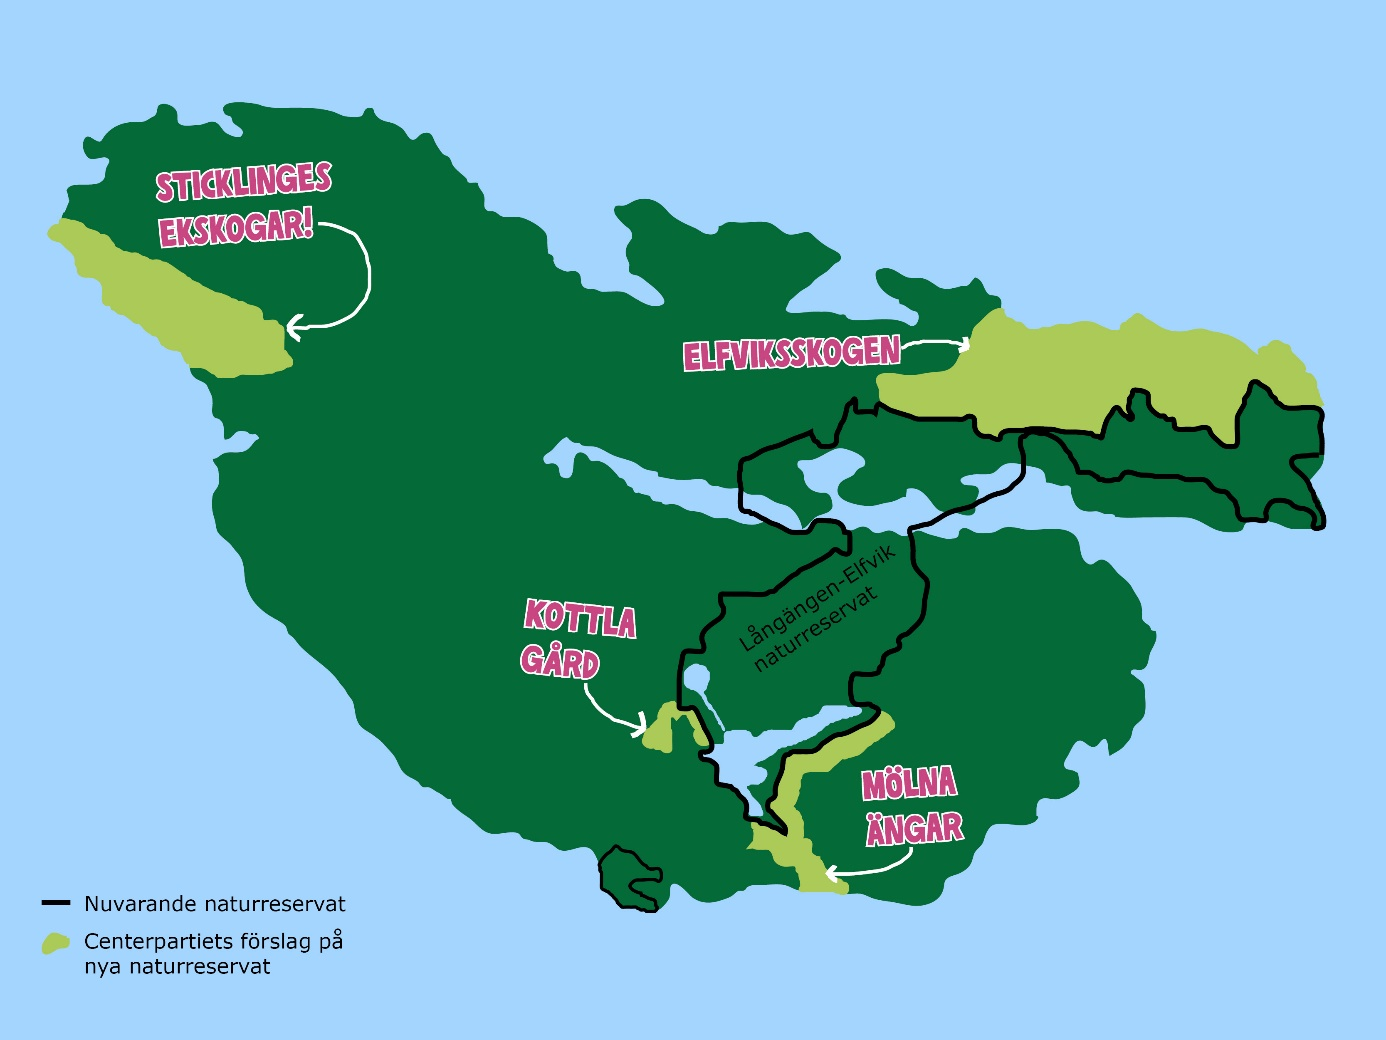 STICKLINGES
EKSKOGAR!
ELFVIKSSKOGEN
Långängen-Elfvik
naturreservat
KOTTLA
GÅRD
MÖLNA
ÄNGAR
Nuvarande naturreservat
Centerpartiets förslag på
nya naturreservat